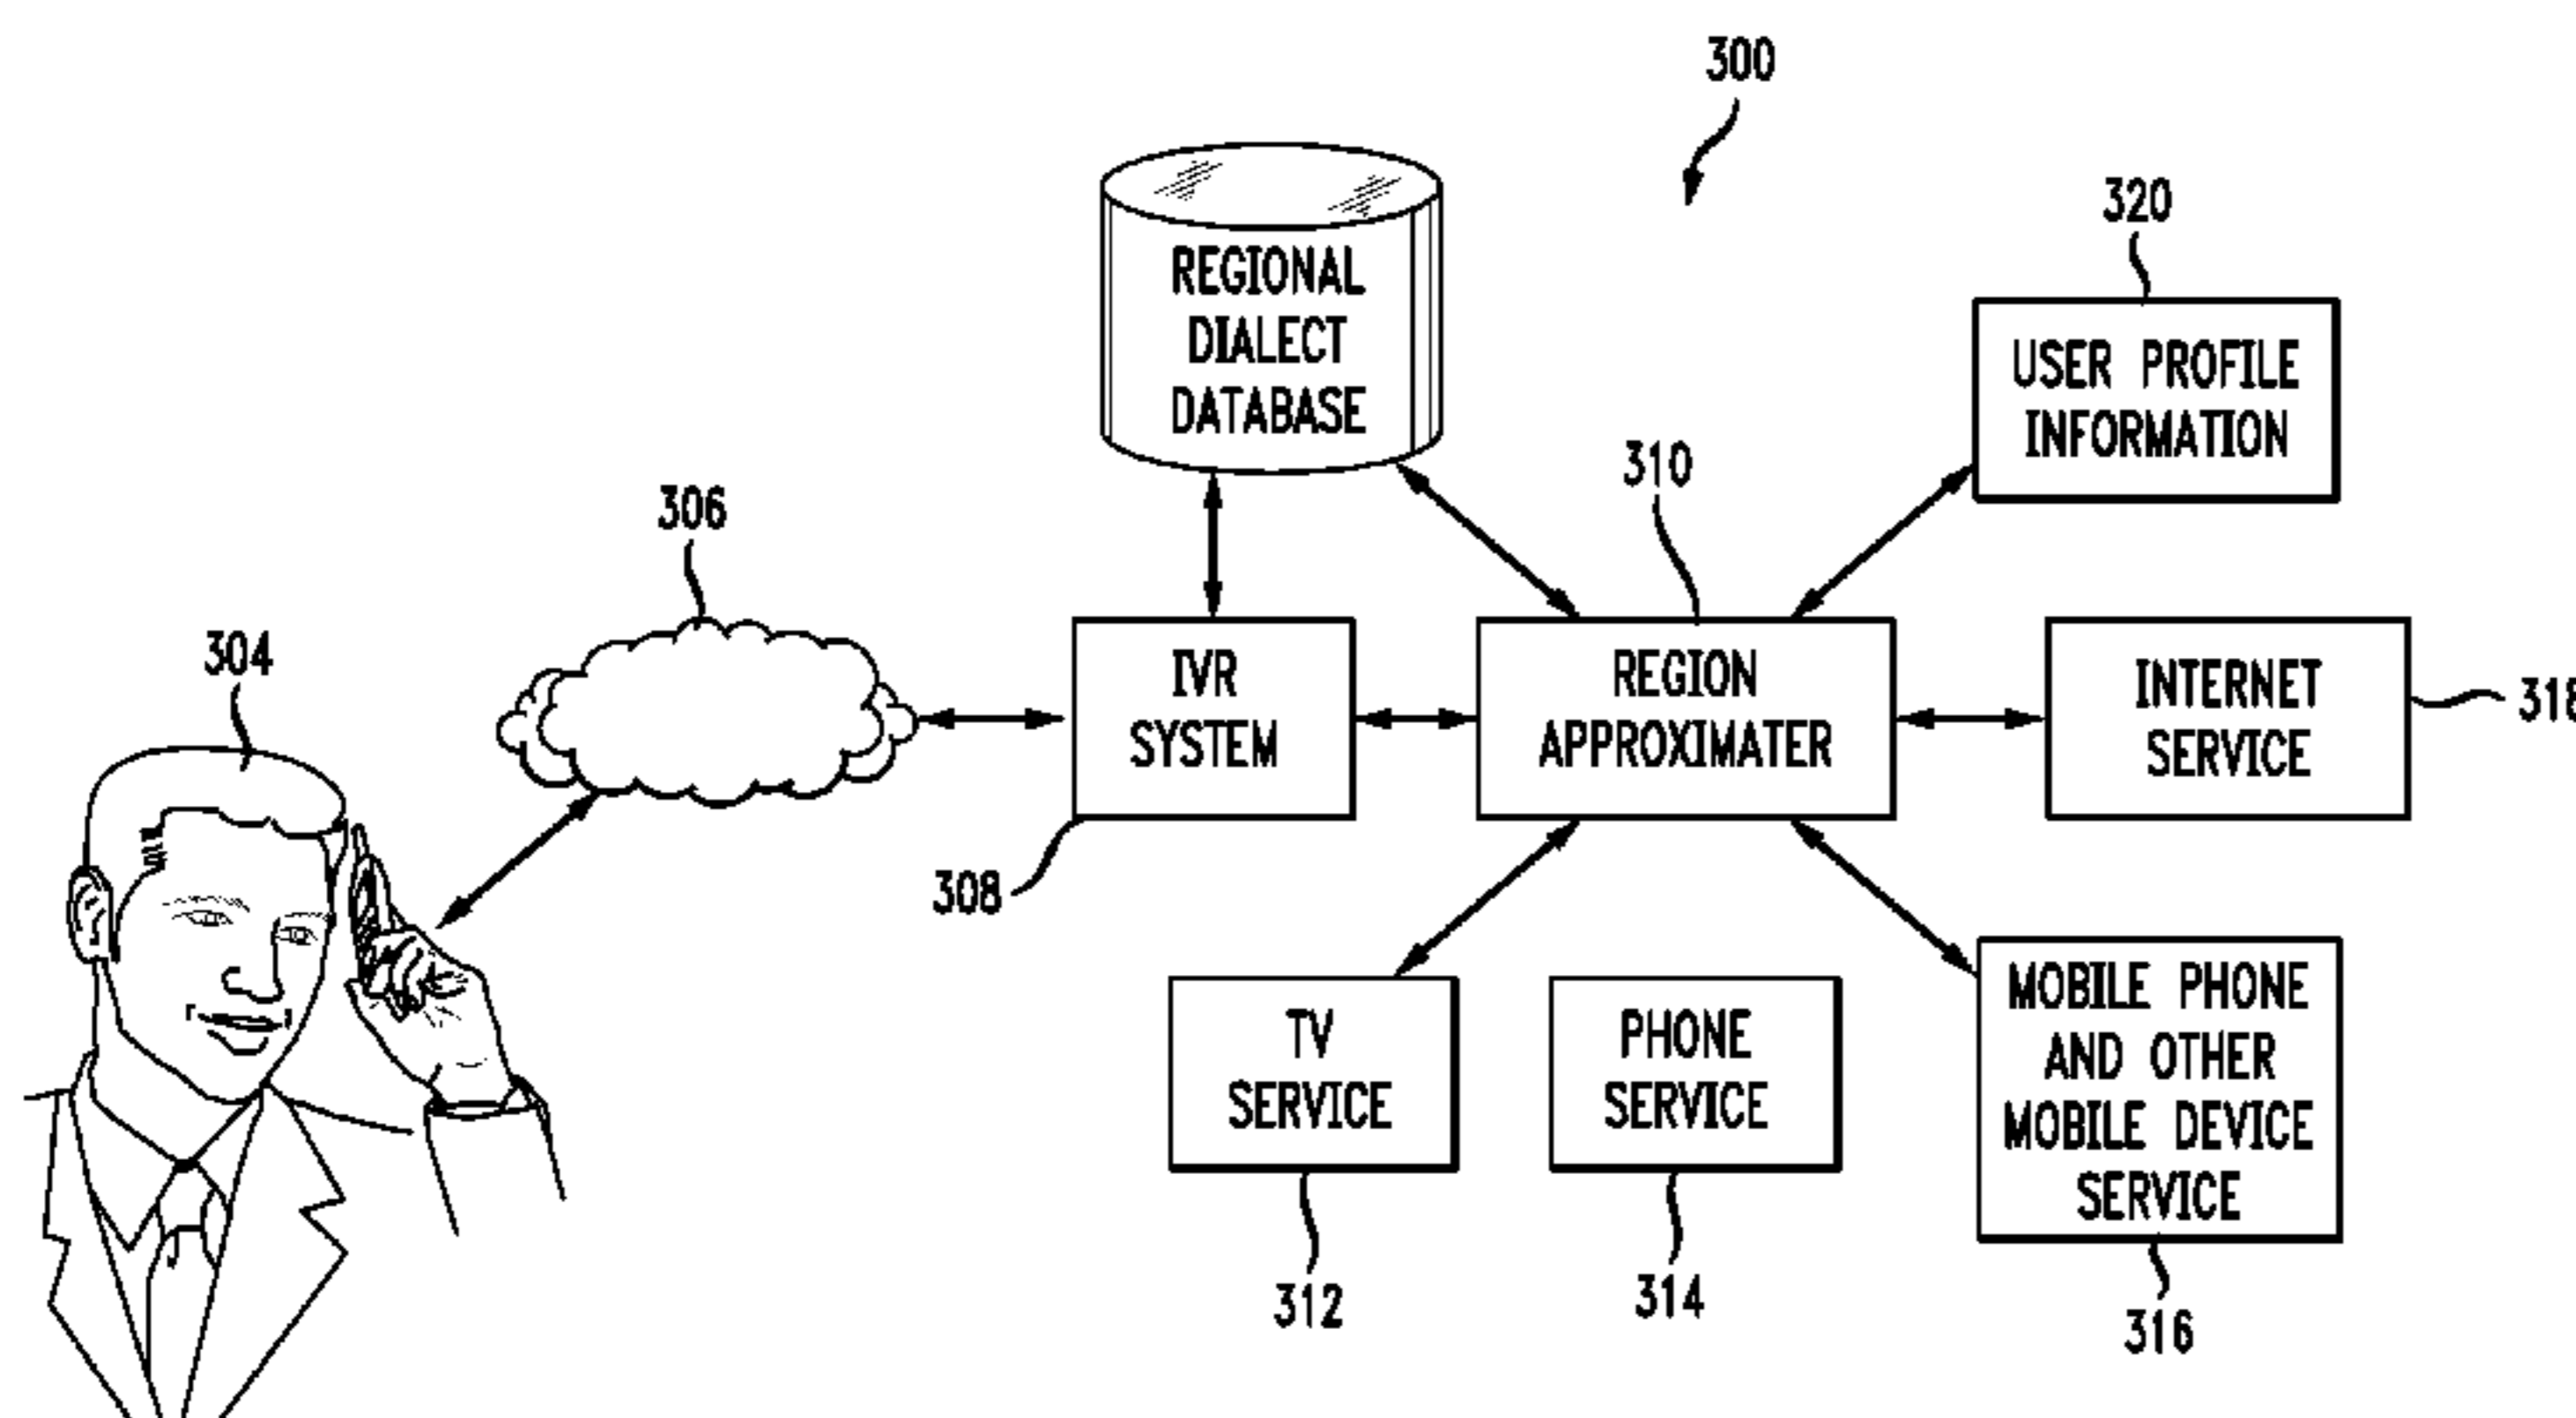 300
REGIONAL
DIALECT
DATABASE
320
USER PROFILE
INFORMATION
310
306
304
IVR
SYSTEM
REGION
APPROXIMATER
INTERNET
SERVICE
318
308
TV
SERVICE
PHONE
SERVICE
MOBILE PHONE
AND OTHER
MOBILE DEVICE
SERVICE
312
314
316